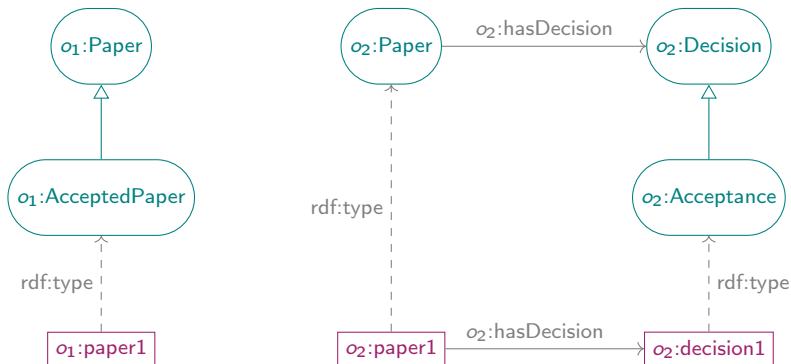 o₂:hasDecision
o₁:Paper
o₂:Paper
o₂:Decision
o₁:AcceptedPaper
o₂:Acceptance
rdf:type
rdf:type
rdf:type
o₂:hasDecision
o₁:paper1
o₂:paper1
o₂:decision1